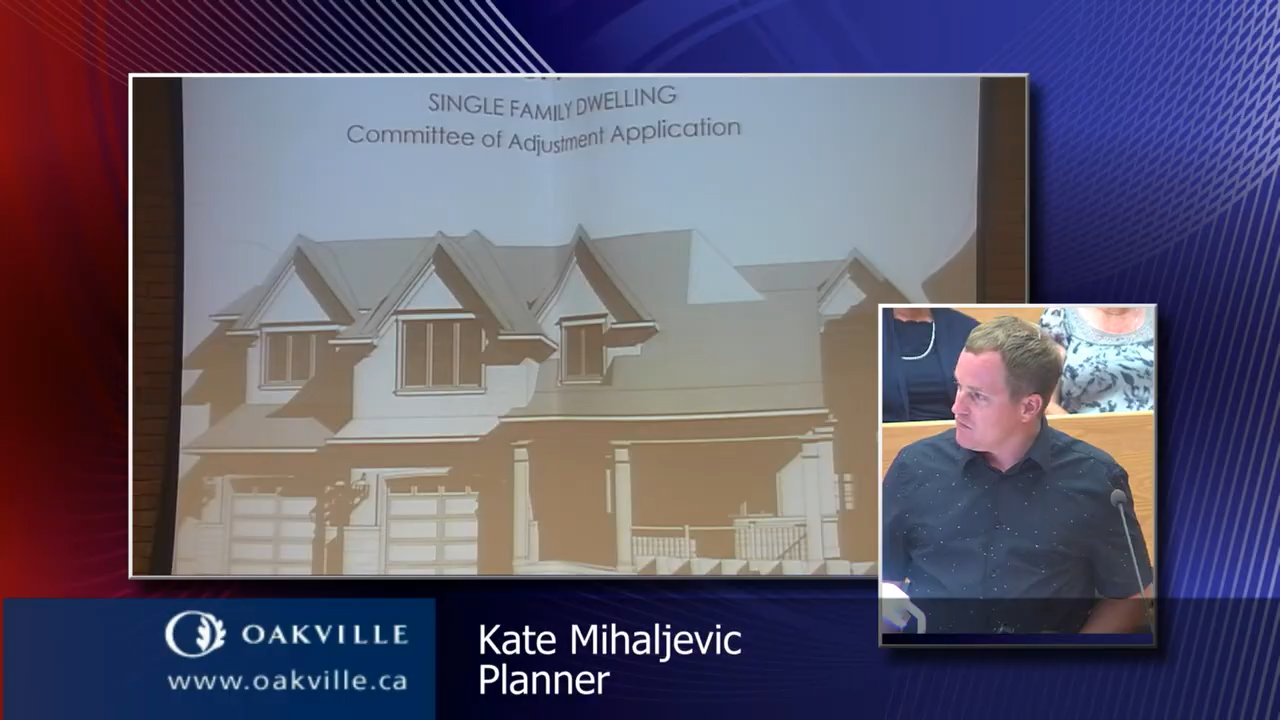 SINGLE FAMILY DWELLING
Committee of Adjustment Application
OAKVILLE
www.oakville.ca
Kate Mihaljevic
Planner